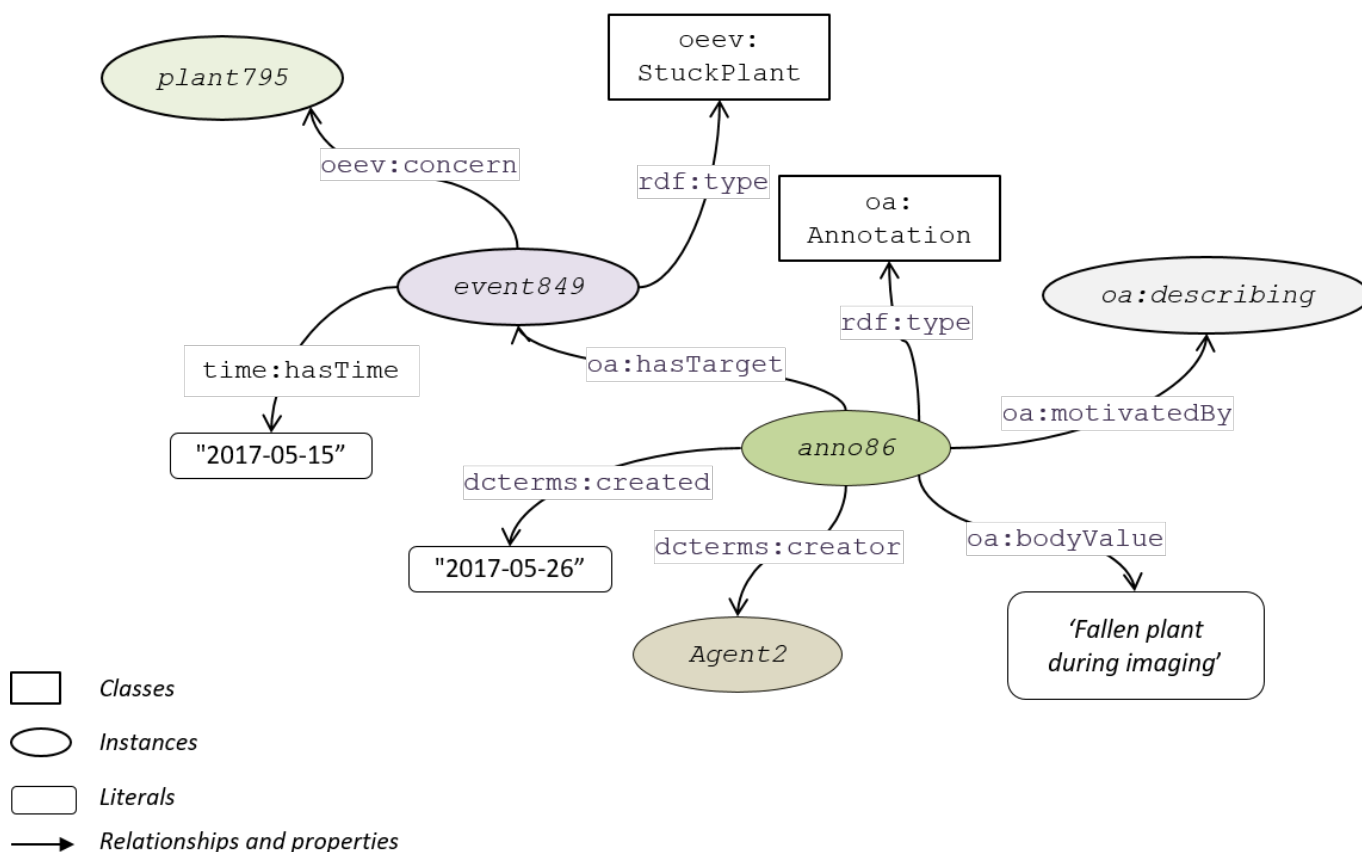 oeev:
StuckPlant
plant795
oeev:concern
rdf:type
oa:
Annotation
event849
oa:describing
rdf:type
time:hasTime
oa:hasTarget
oa:motivatedBy
"2017-05-15”
anno86
dcterms:created
dcterms:creator
oa:bodyValue
"2017-05-26”
Agent2
‘Fallen plant
during imaging’
Classes
Instances
Literals
Relationships and properties